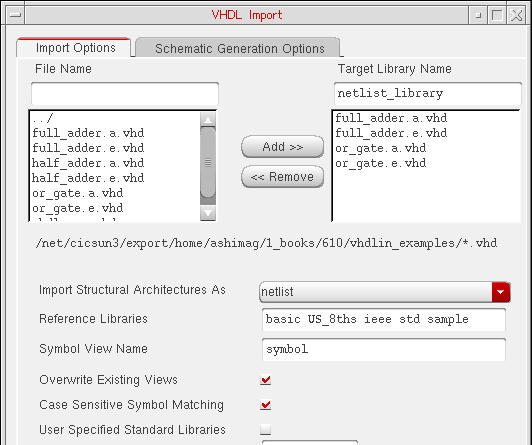 VHDL Import
Import Options
Schematic Generation Options
File Name
Target Library Name
netlist_library
../
full_adder.a.vhd
full_adder.e.vhd
half_adder.a.vhd
half_adder.e.vhd
or_gate.a.vhd
or_gate.e.vhd
Add >>
<< Remove
full_adder.a.vhd
full_adder.e.vhd
or_gate.a.vhd
or_gate.e.vhd
/net/cicsun3/export/home/ashimag/1_books/610/vhdlin_examples/*.vhd
Import Structural Architectures As
netlist
Reference Libraries
basic US_8ths ieee std sample
Symbol View Name
symbol
Overwrite Existing Views
Case Sensitive Symbol Matching
User Specified Standard Libraries